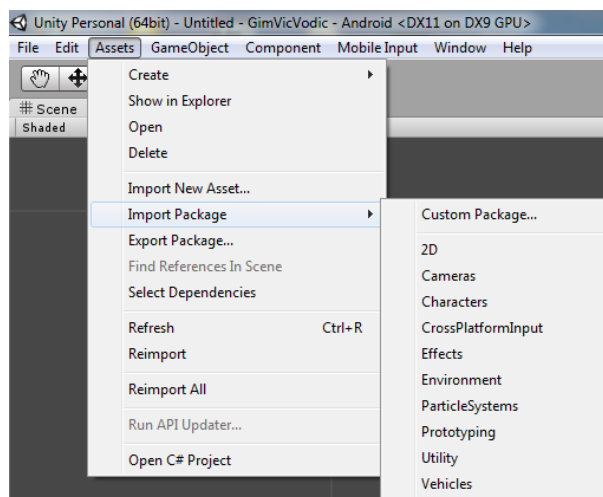 Unity Personal (64bit) - Untitled - GimVicVodic - Android <DX11 on DX9 GPU>
File Edit Assets GameObject Component Mobile Input Window Help
Scene
Shaded
Create
Show in Explorer
Open
Delete
Import New Asset...
Import Package
Export Package...
Find References In Scene
Select Dependencies
Refresh Ctrl+R
Reimport
Reimport All
Run API Updater...
Open C# Project
Custom Package...
2D
Cameras
Characters
CrossPlatformInput
Effects
Environment
ParticleSystems
Prototyping
Utility
Vehicles